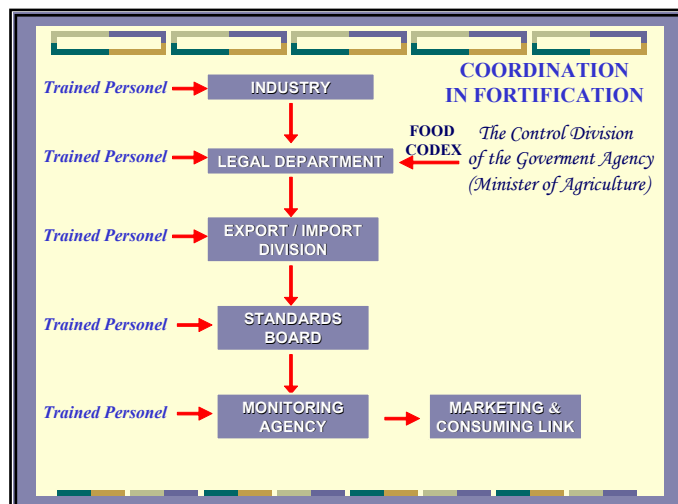 COORDINATION
IN FORTIFICATION
Trained Personel
INDUSTRY
Trained Personel
LEGAL DEPARTMENT
FOOD
CODEX
The Control Division
of the Goverment Agency
(Minister of Agriculture)
Trained Personel
EXPORT / IMPORT
DIVISION
Trained Personel
STANDARDS
BOARD
Trained Personel
MONITORING
AGENCY
MARKETING &
CONSUMING LINK